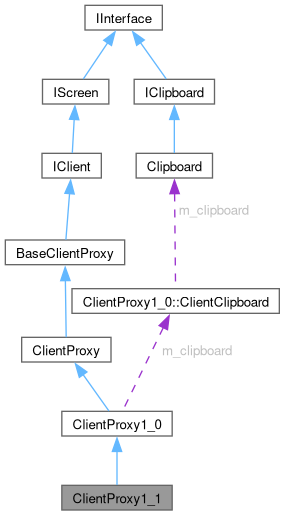 IInterface
IScreen
IClipboard
IClient
Clipboard
m_clipboard
BaseClientProxy
ClientProxy1_0::ClientClipboard
ClientProxy
m_clipboard
ClientProxy1_0
ClientProxy1_1